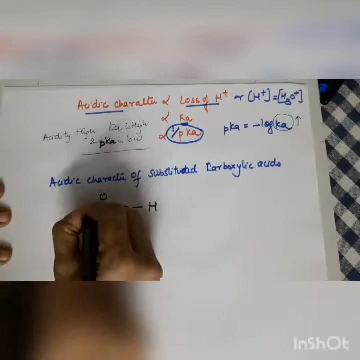 Acidic character ∝ Loss of H⁺ or [H⁺] = [H₃O⁺]
∝ Ka
Acidity High Ka = High
& pKa = low ∝ 1/pKa pKa = -log Ka ↑
Acidic character of substituted Carboxylic acids
O
— H
InShOt